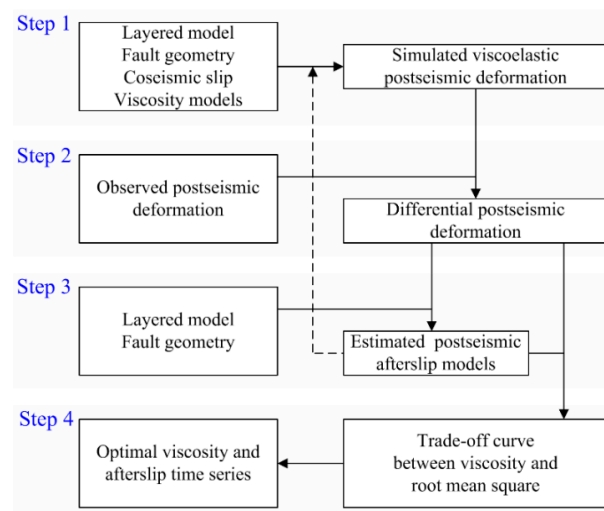 Step 1
Layered model
Fault geometry
Coseismic slip
Viscosity models
Simulated viscoelastic
postseismic deformation
Step 2
Observed postseismic
deformation
Differential postseismic
deformation
Step 3
Layered model
Fault geometry
Estimated postseismic
afterslip models
Step 4
Optimal viscosity and
afterslip time series
Trade-off curve
between viscosity and
root mean square